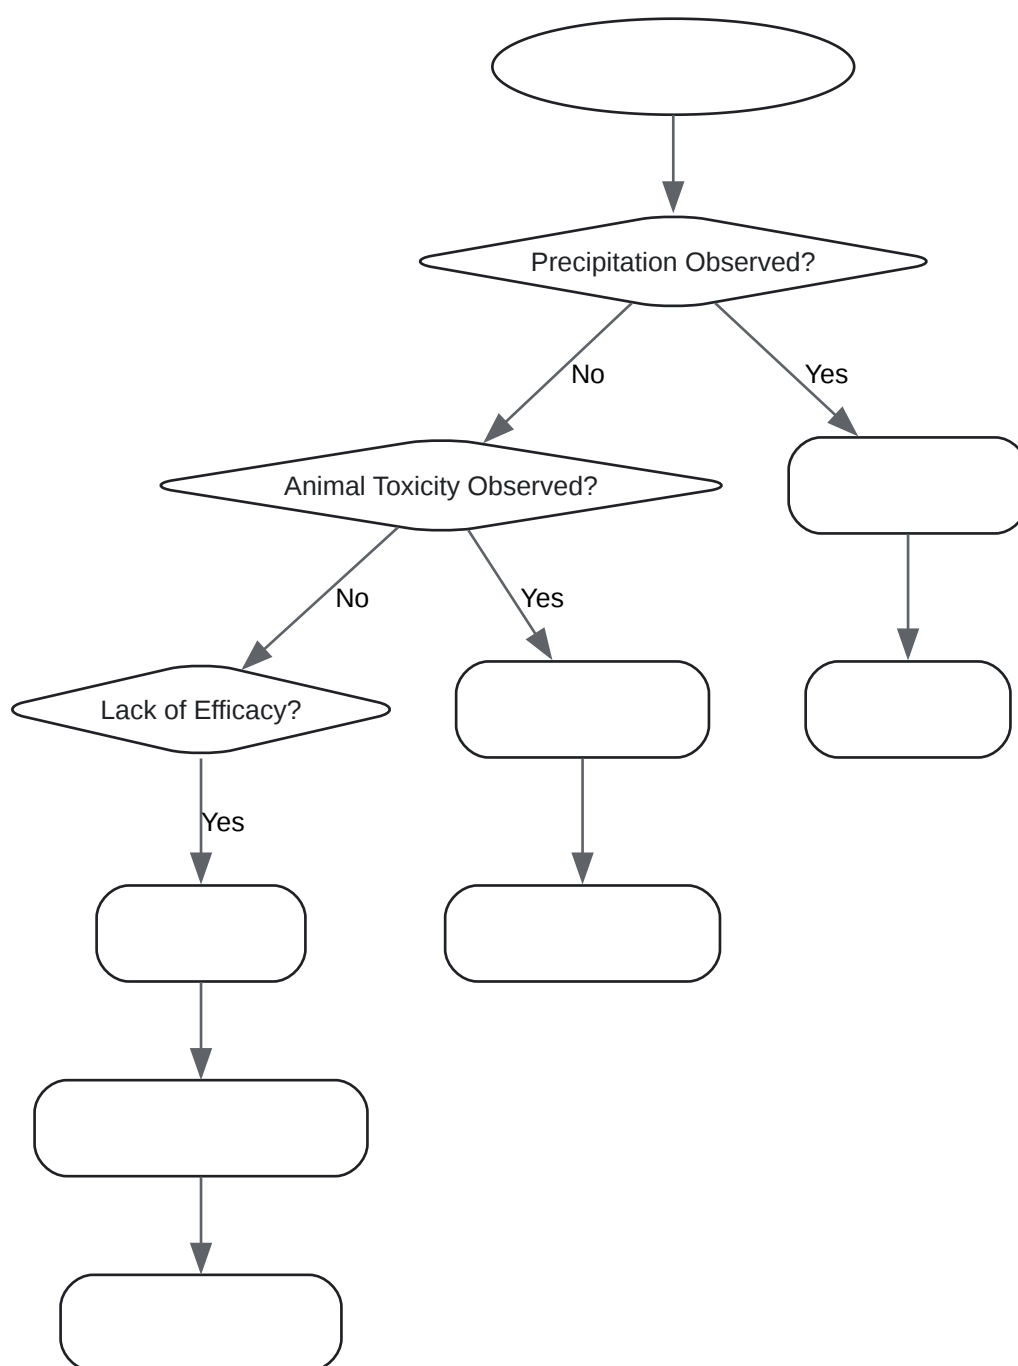 Precipitation Observed?
No
Yes
Animal Toxicity Observed?
No
Yes
Lack of Efficacy?
Yes